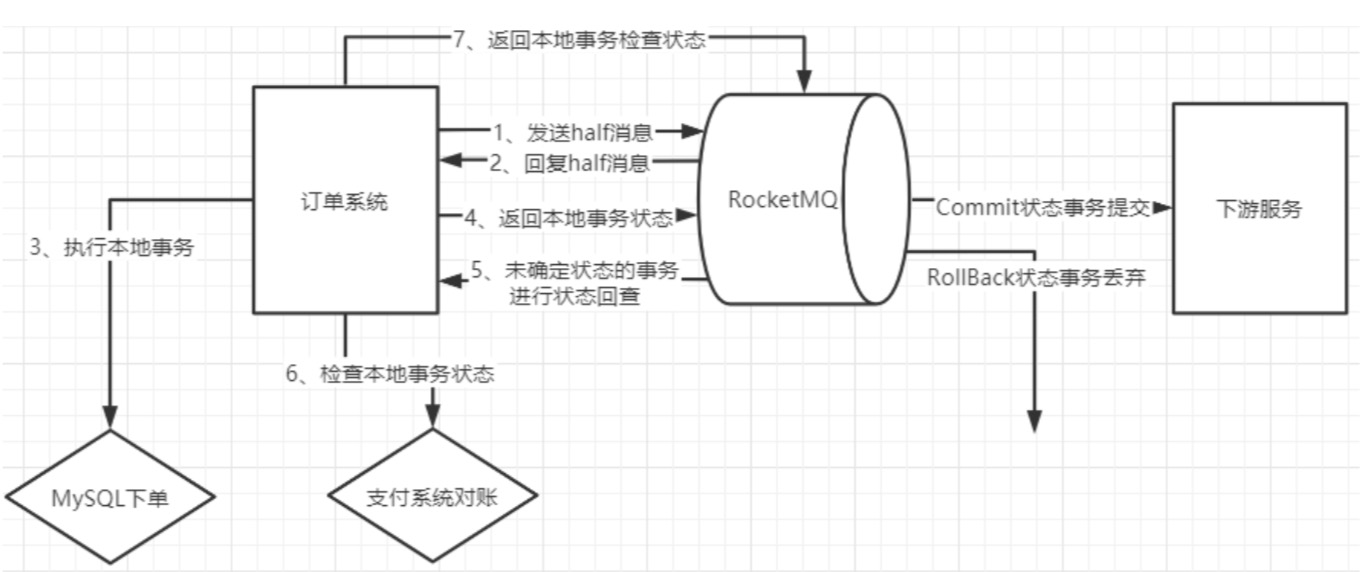 7、返回本地事务检查状态
1、发送half消息
2、回复half消息
订单系统
RocketMQ
4、返回本地事务状态
Commit状态事务提交
下游服务
3、执行本地事务
5、未确定状态的事务
进行状态回查
RollBack状态事务丢弃
6、检查本地事务状态
MySQL下单
支付系统对账